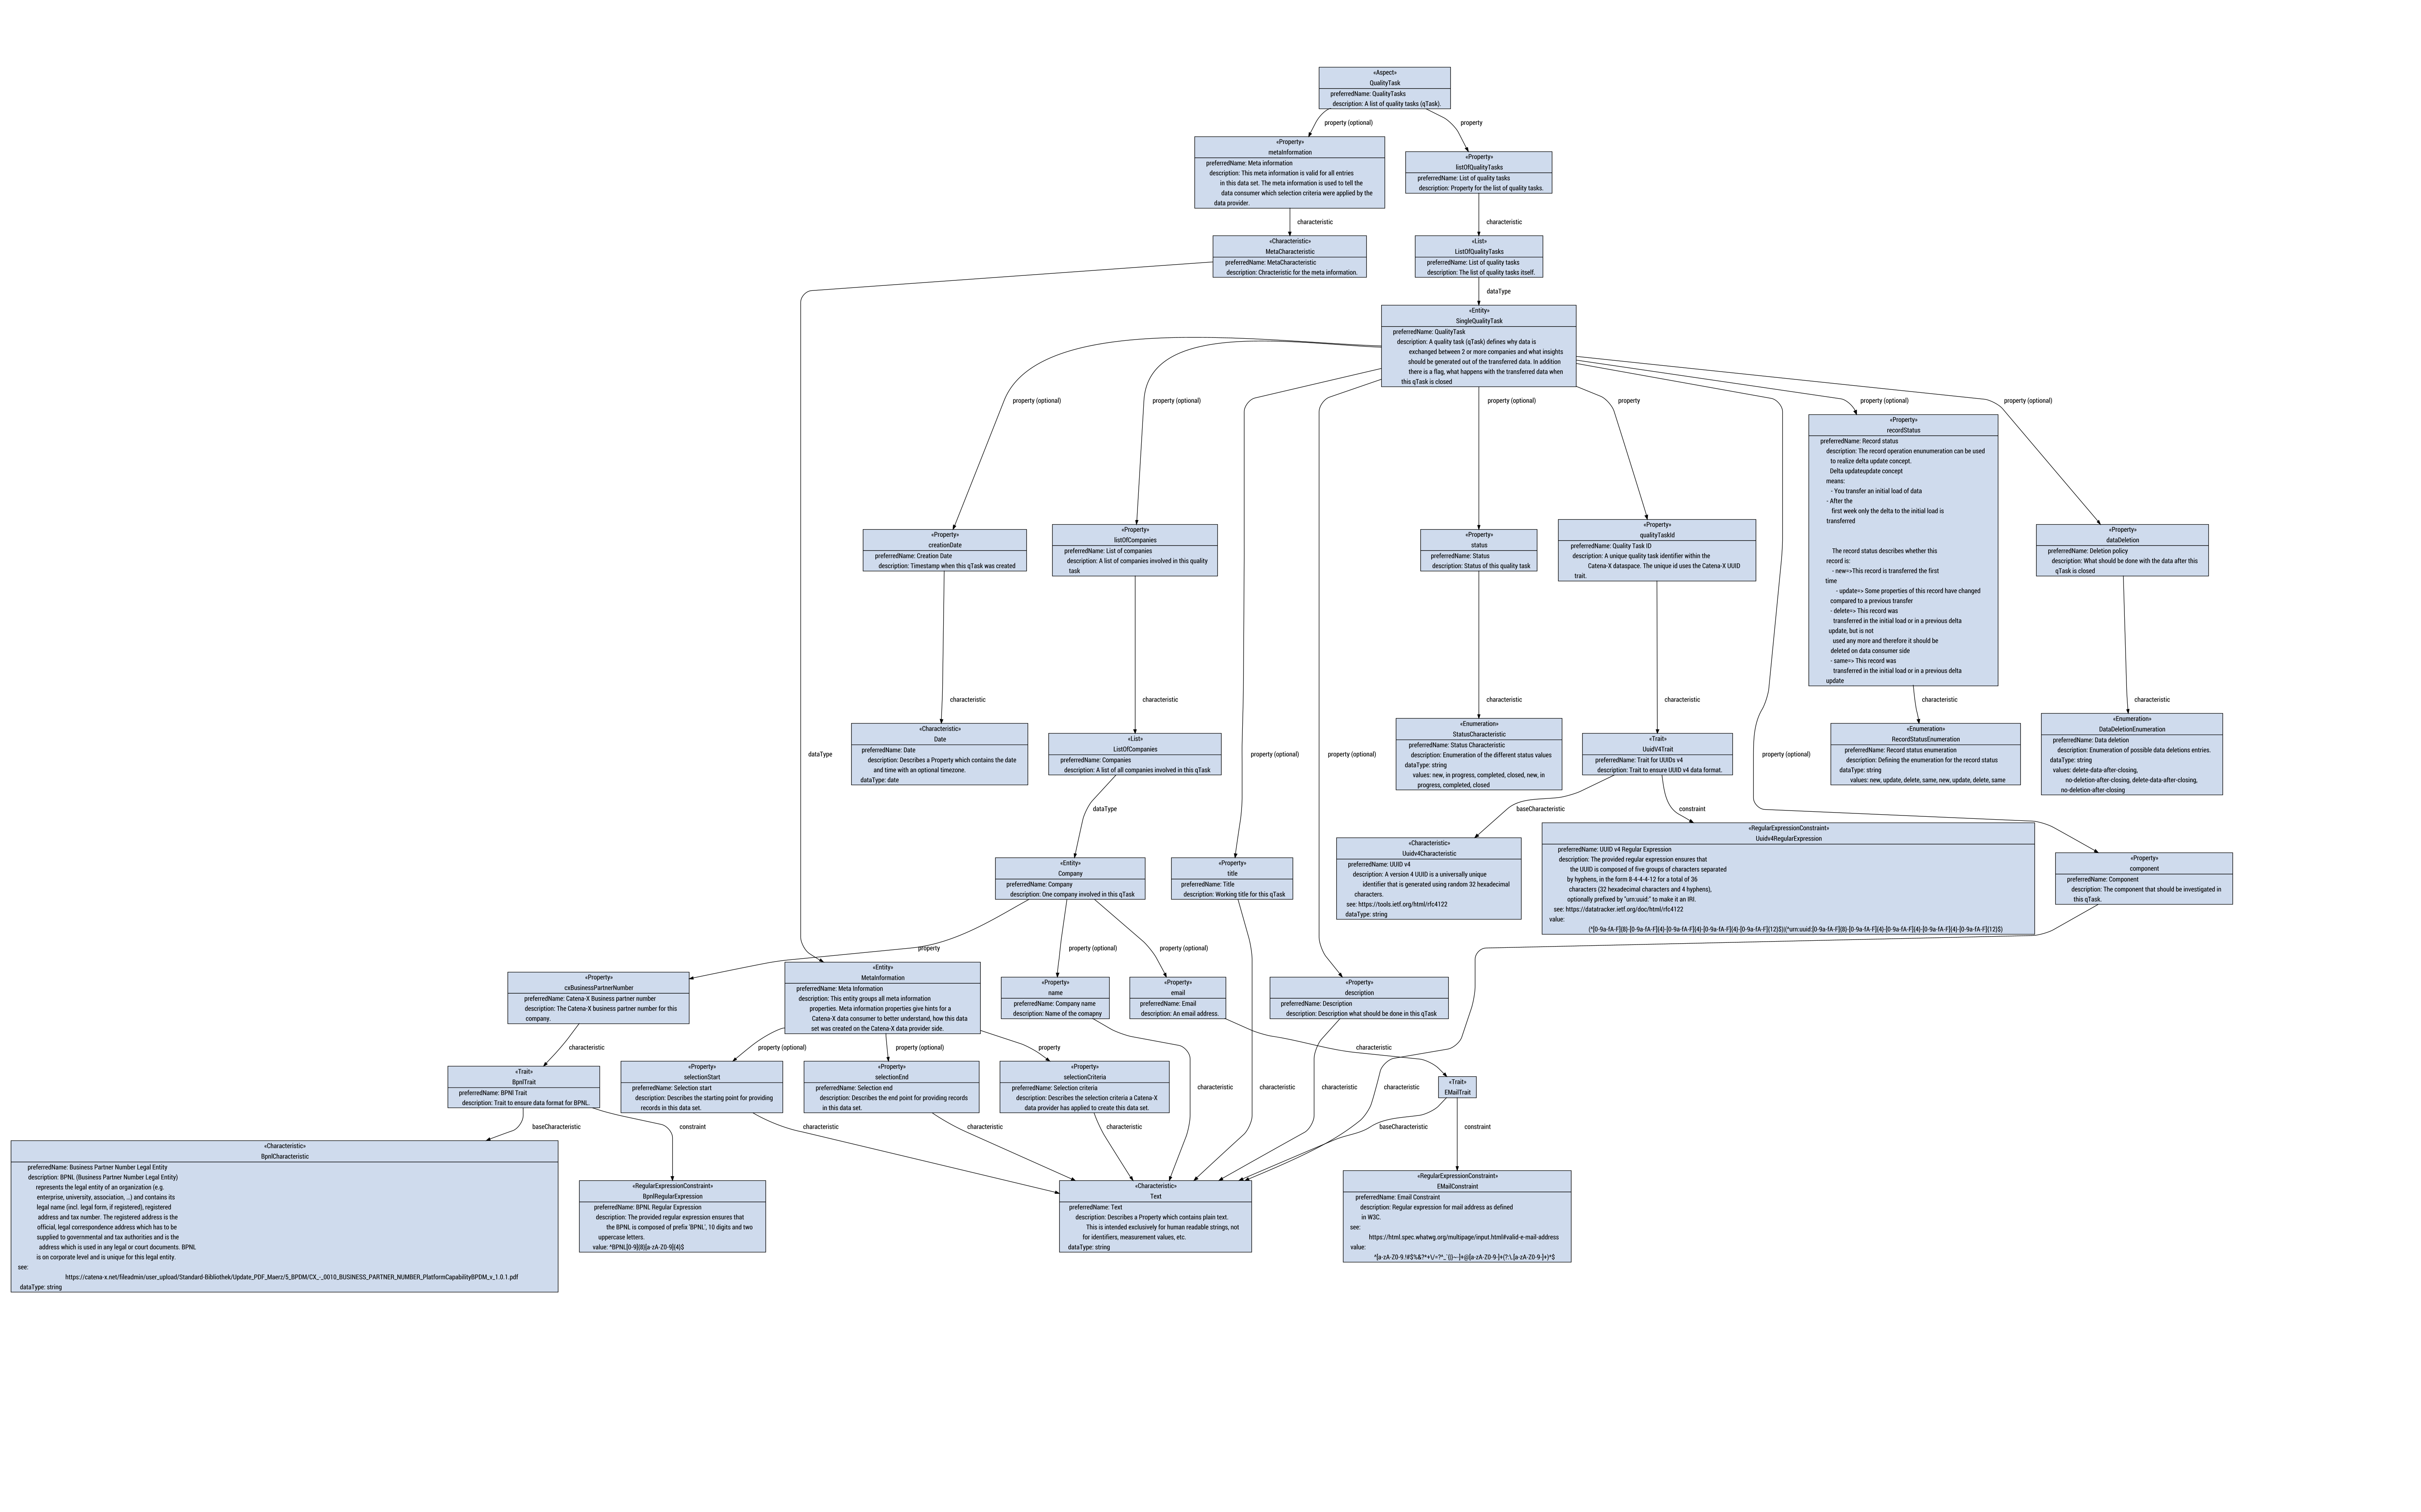 «Aspect»
QualityTask
preferredName: QualityTasks
description: A list of quality tasks (qTask).
property (optional)
property
«Property»
metaInformation
preferredName: Meta information
description: This meta information is valid for all entries
in this data set. The meta information is used to tell the
data consumer which selection criteria were applied by the
data provider.
«Property»
listOfQualityTasks
preferredName: List of quality tasks
description: Property for the list of quality tasks.
characteristic
characteristic
«Characteristic»
MetaCharacteristic
preferredName: MetaCharacteristic
description: Chracteristic for the meta information.
«List»
ListOfQualityTasks
preferredName: List of quality tasks
description: The list of quality tasks itself.
dataType
«Entity»
SingleQualityTask
preferredName: QualityTask
description: A quality task (qTask) defines why data is
exchanged between 2 or more companies and what insights
should be generated out of the transferred data. In addition
there is a flag, what happens with the transferred data when
this qTask is closed
property (optional)
property (optional)
property (optional)
property
property (optional)
property (optional)
«Property»
recordStatus
preferredName: Record status
description: The record operation enunumeration can be used
to realize delta update concept.
Delta updateupdate concept
means:
- You transfer an initial load of data
- After the
first week only the delta to the initial load is
transferred
The record status describes whether this
record is:
- new=>This record is transferred the first
time
- update=> Some properties of this record have changed
compared to a previous transfer
- delete=> This record was
transferred in the initial load or in a previous delta
update, but is not
used any more and therefore it should be
deleted on data consumer side
- same=> This record was
transferred in the initial load or in a previous delta
update
«Property»
creationDate
preferredName: Creation Date
description: Timestamp when this qTask was created
«Property»
listOfCompanies
preferredName: List of companies
description: A list of companies involved in this quality
task
«Property»
status
preferredName: Status
description: Status of this quality task
«Property»
qualityTaskId
preferredName: Quality Task ID
description: A unique quality task identifier within the
Catena-X dataspace. The unique id uses the Catena-X UUID
trait.
«Property»
dataDeletion
preferredName: Deletion policy
description: What should be done with the data after this
qTask is closed
characteristic
characteristic
characteristic
characteristic
characteristic
characteristic
«Characteristic»
Date
preferredName: Date
description: Describes a Property which contains the date
and time with an optional timezone.
dataType: date
«List»
ListOfCompanies
preferredName: Companies
description: A list of all companies involved in this qTask
«Enumeration»
StatusCharacteristic
preferredName: Status Characteristic
description: Enumeration of the different status values
dataType: string
values: new, in progress, completed, closed, new, in
progress, completed, closed
«Trait»
UuidV4Trait
preferredName: Trait for UUIDs v4
description: Trait to ensure UUID v4 data format.
«Enumeration»
RecordStatusEnumeration
preferredName: Record status enumeration
description: Defining the enumeration for the record status
dataType: string
values: new, update, delete, same, new, update, delete, same
«Enumeration»
DataDeletionEnumeration
preferredName: Data deletion
description: Enumeration of possible data deletions entries.
dataType: string
values: delete-data-after-closing,
no-deletion-after-closing, delete-data-after-closing,
no-deletion-after-closing
dataType
property (optional)
property (optional)
property (optional)
dataType
baseCharacteristic
constraint
«Entity»
Company
preferredName: Company
description: One company involved in this qTask
«Property»
title
preferredName: Title
description: Working title for this qTask
«Characteristic»
Uuidv4Characteristic
preferredName: UUID v4
description: A version 4 UUID is a universally unique
identifier that is generated using random 32 hexadecimal
characters.
see: https://tools.ietf.org/html/rfc4122
dataType: string
«RegularExpressionConstraint»
Uuidv4RegularExpression
preferredName: UUID v4 Regular Expression
description: The provided regular expression ensures that
the UUID is composed of five groups of characters separated
by hyphens, in the form 8-4-4-4-12 for a total of 36
characters (32 hexadecimal characters and 4 hyphens),
optionally prefixed by "urn:uuid:" to make it an IRI.
see: https://datatracker.ietf.org/doc/html/rfc4122
value:
(^[0-9a-fA-F]{8}-[0-9a-fA-F]{4}-[0-9a-fA-F]{4}-[0-9a-fA-F]{4}-[0-9a-fA-F]{12}$)|(^urn:uuid:[0-9a-fA-F]{8}-[0-9a-fA-F]{4}-[0-9a-fA-F]{4}-[0-9a-fA-F]{4}-[0-9a-fA-F]{12}$)
«Property»
component
preferredName: Component
description: The component that should be investigated in
this qTask.
property
property (optional)
property (optional)
«Property»
cxBusinessPartnerNumber
preferredName: Catena-X Business partner number
description: The Catena-X business partner number for this
company.
«Entity»
MetaInformation
preferredName: Meta Information
description: This entity groups all meta information
properties. Meta information properties give hints for a
Catena-X data consumer to better understand, how this data
set was created on the Catena-X data provider side.
«Property»
name
preferredName: Company name
description: Name of the comapny
«Property»
email
preferredName: Email
description: An email address.
«Property»
description
preferredName: Description
description: Description what should be done in this qTask
characteristic
property (optional)
property (optional)
property
characteristic
«Trait»
BpnlTrait
preferredName: BPNl Trait
description: Trait to ensure data format for BPNL.
«Property»
selectionStart
preferredName: Selection start
description: Describes the starting point for providing
records in this data set.
«Property»
selectionEnd
preferredName: Selection end
description: Describes the end point for providing records
in this data set.
«Property»
selectionCriteria
preferredName: Selection criteria
description: Describes the selection criteria a Catena-X
data provider has applied to create this data set.
characteristic
characteristic
characteristic
characteristic
«Trait»
EMailTrait
baseCharacteristic
constraint
characteristic
characteristic
characteristic
baseCharacteristic
constraint
«Characteristic»
BpnlCharacteristic
preferredName: Business Partner Number Legal Entity
description: BPNL (Business Partner Number Legal Entity)
represents the legal entity of an organization (e.g.
enterprise, university, association, ...) and contains its
legal name (incl. legal form, if registered), registered
address and tax number. The registered address is the
official, legal correspondence address which has to be
supplied to governmental and tax authorities and is the
address which is used in any legal or court documents. BPNL
is on corporate level and is unique for this legal entity.
see:
https://catena-x.net/fileadmin/user_upload/Standard-Bibliothek/Update_PDF_Maerz/5_BPDM/CX_-_0010_BUSINESS_PARTNER_NUMBER_PlatformCapabilityBPDM_v_1.0.1.pdf
dataType: string
«RegularExpressionConstraint»
BpnlRegularExpression
preferredName: BPNL Regular Expression
description: The provided regular expression ensures that
the BPNL is composed of prefix 'BPNL', 10 digits and two
uppercase letters.
value: ^BPNL[0-9]{8}[a-zA-Z0-9]{4}$
«Characteristic»
Text
preferredName: Text
description: Describes a Property which contains plain text.
This is intended exclusively for human readable strings, not
for identifiers, measurement values, etc.
dataType: string
«RegularExpressionConstraint»
EMailConstraint
preferredName: Email Constraint
description: Regular expression for mail address as defined
in W3C.
see:
https://html.spec.whatwg.org/multipage/input.html#valid-e-mail-address
value: